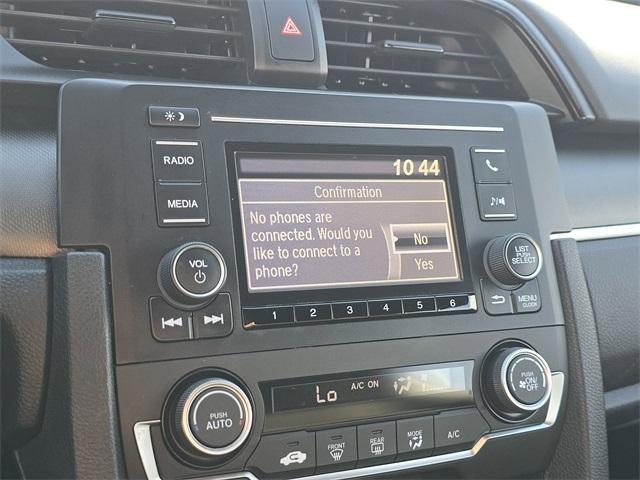 10 44
RADIO
MEDIA
Confirmation
No phones are
connected. Would you
like to connect to a
phone?
No
Yes
VOL
LIST
PUSH
SELECT
MENU
CLOCK
1 2 3 4 5 6
Lo
A/C ON
PUSH
AUTO
PUSH
ON/
OFF
FRONT
REAR
MODE
A/C